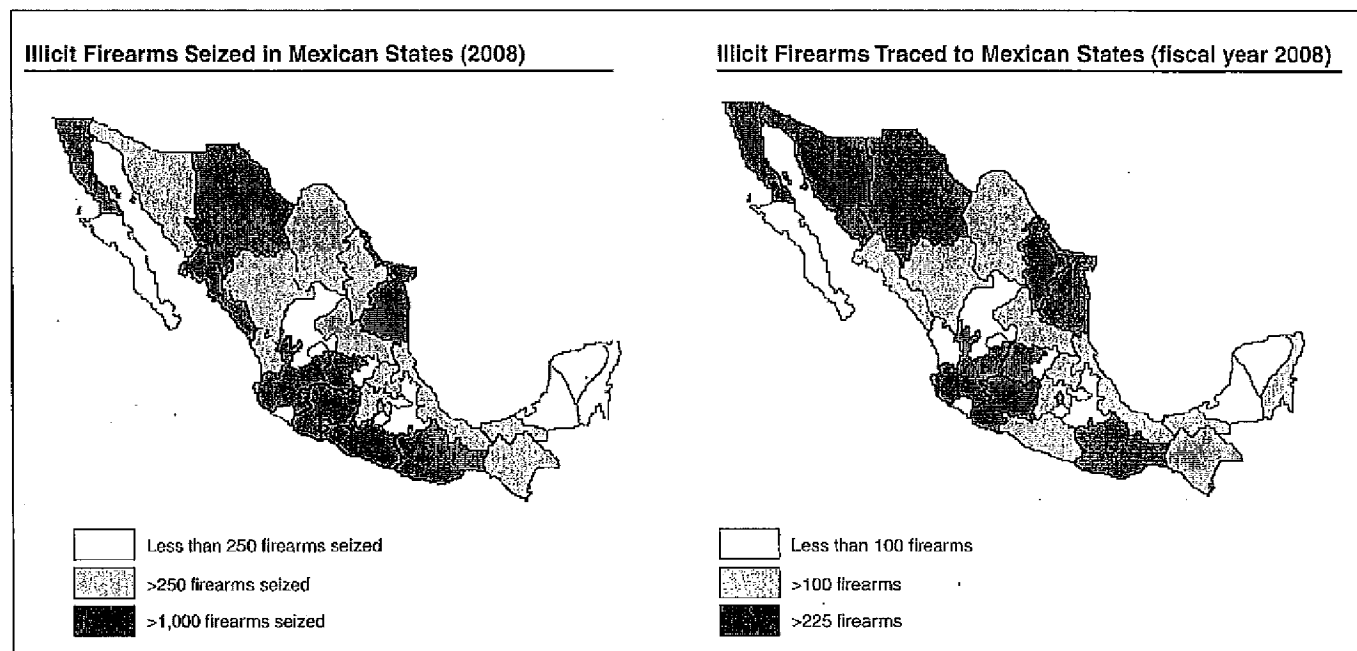 Illicit Firearms Seized in Mexican States (2008)
Illicit Firearms Traced to Mexican States (fiscal year 2008)
Less than 250 firearms seized
>250 firearms seized
>1,000 firearms seized
Less than 100 firearms
>100 firearms
>225 firearms